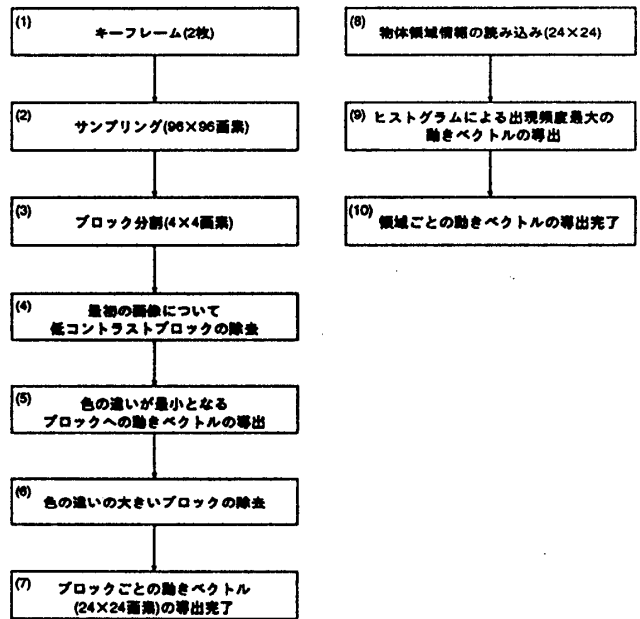 (1)
キーフレーム(2枚)
(2)
サンプリング(96×96画素)
(3)
ブロック分割(4×4画素)
(4)
最初の画像について
低コントラストブロックの除去
(5)
色の違いが最小となる
ブロックへの動きベクトルの導出
(6)
色の違いの大きいブロックの除去
(7)
ブロックごとの動きベクトル
(24×24画素)の導出完了
(8)
物体領域情報の読み込み(24×24)
(9)
ヒストグラムによる出現頻度最大の
動きベクトルの導出
(10)
領域ごとの動きベクトルの導出完了